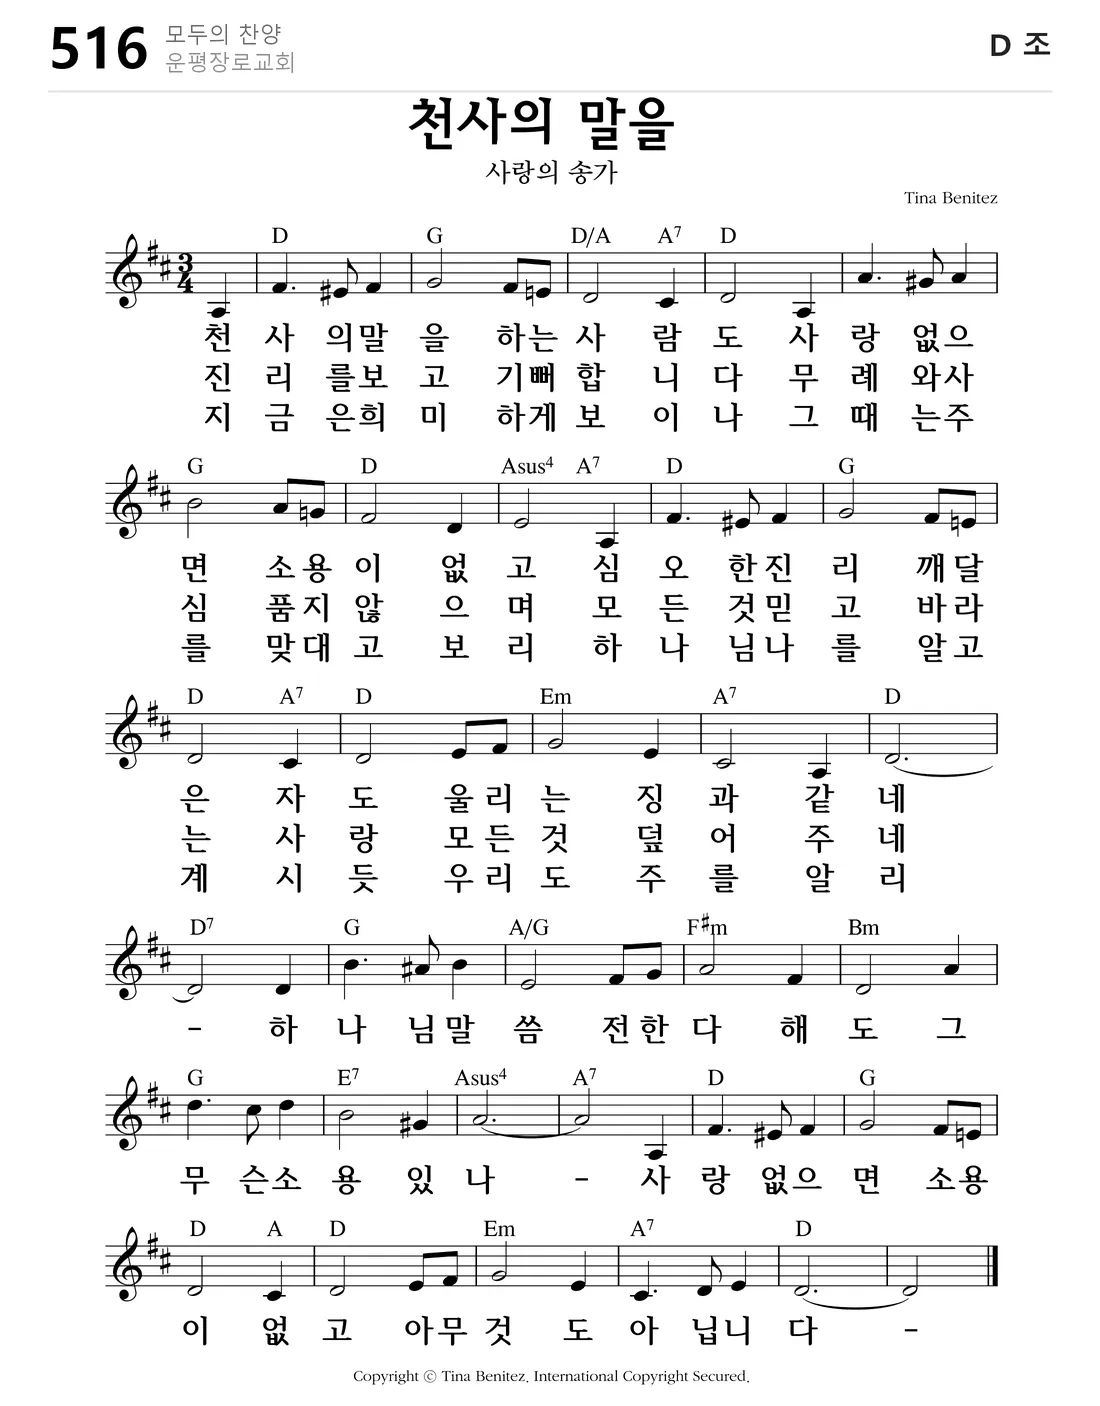 516 모두의 찬양
운평장로교회
D 조
천사의 말을
사랑의 송가
Tina Benitez
D G D/A A7 D
3
4
천 사 의말 을 하는 사 람 도 사 랑 없으
진 리 를보 고 기뻐 합 니 다 무 례 와사
지 금 은희 미 하게 보 이 나 그 때 는주
G D Asus4 A7 D G
면 소용 이 없 고 심 오 한진 리 깨달
심 품지 않 으 며 모 든 것믿 고 바라
를 맞대 고 보 리 하 나 님나 를 알고
D A7 D Em A7 D
은 자 도 울리 는 징 과 같 네
는 사 랑 모든 것 덮 어 주 네
계 시 듯 우리 도 주 를 알 리
D7 G A/G F#m Bm
- 하 나 님말 씀 전한 다 해 도 그
G E7 Asus4 A7 D G
무 슨소 용 있 나 - 사 랑 없으 면 소용
D A D Em A7 D
이 없 고 아무 것 도 아 닙니 다 -
Copyright ⓒ Tina Benitez. International Copyright Secured.